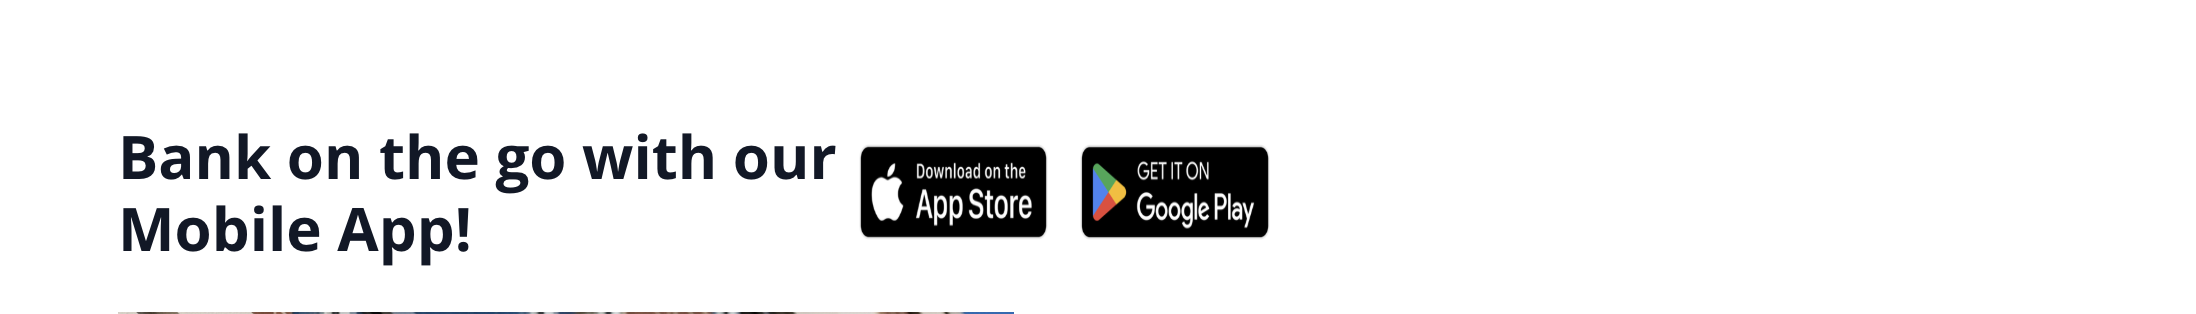 Bank on the go with our
Mobile App!
Download on the
App Store
GET IT ON
Google Play